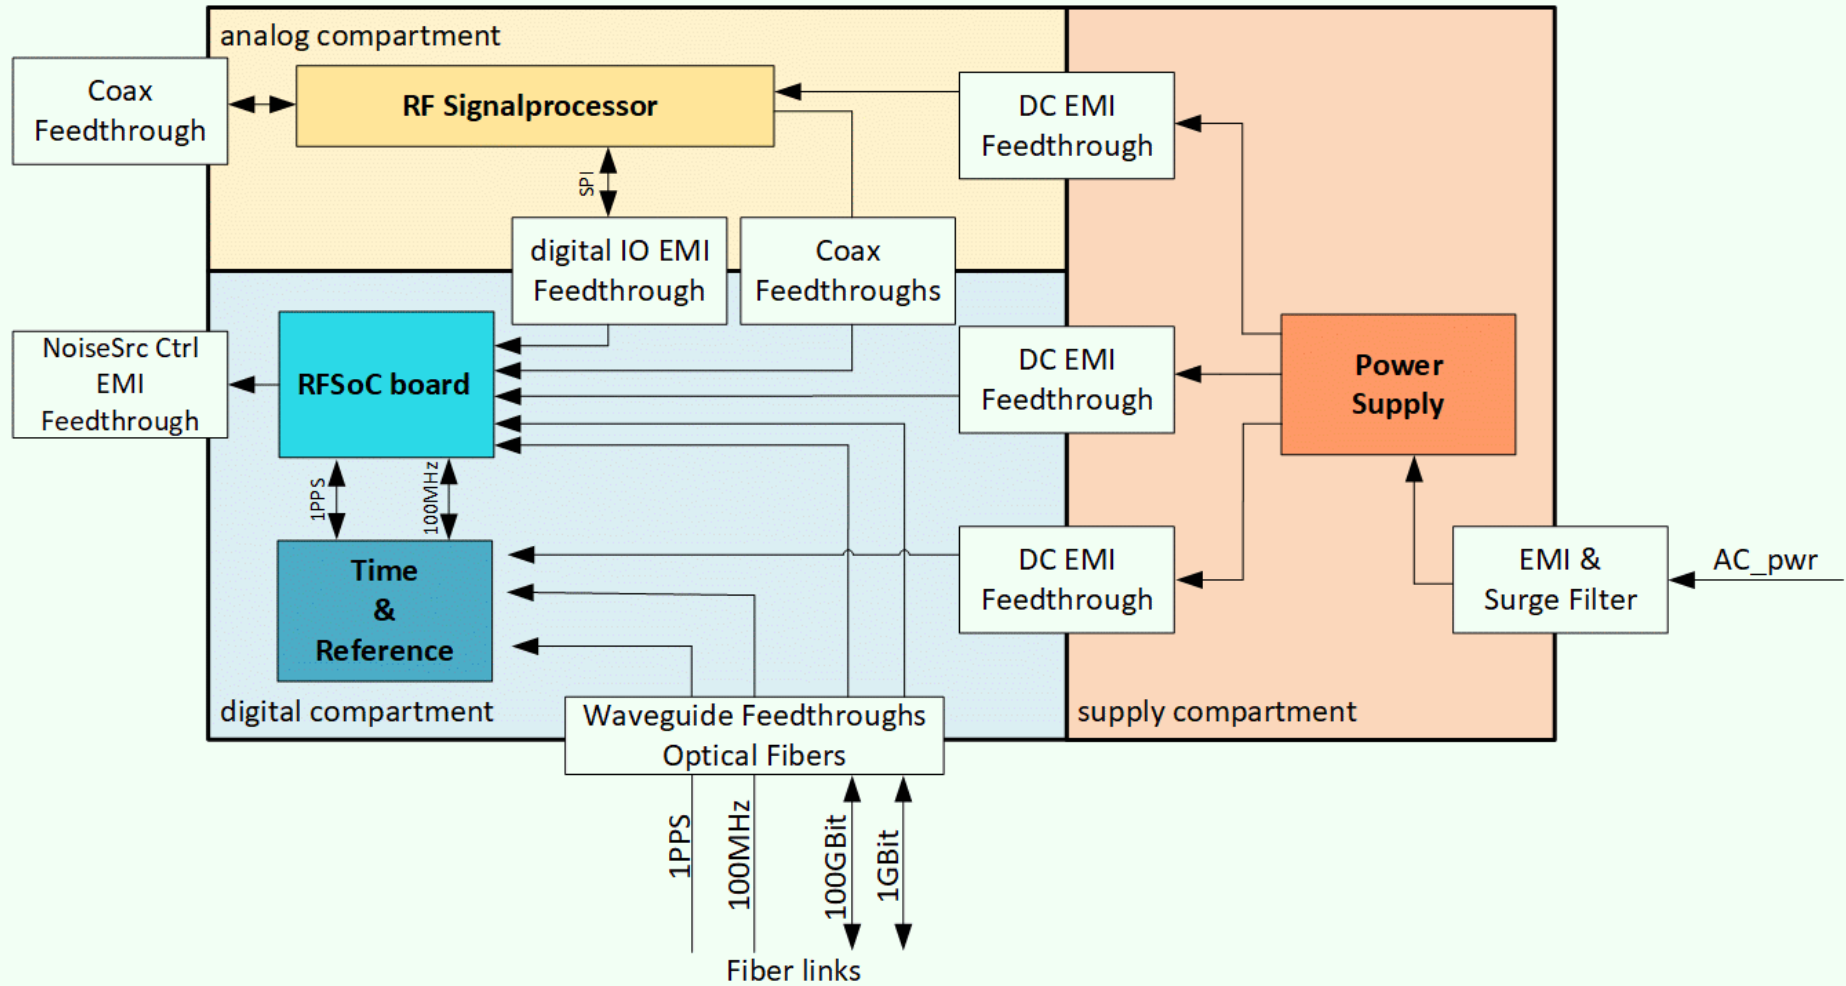 analog compartment
Coax
Feedthrough
RF Signalprocessor
DC EMI
Feedthrough
SPI
digital IO EMI
Feedthrough
Coax
Feedthroughs
NoiseSrc Ctrl
EMI
Feedthrough
RFSoC board
DC EMI
Feedthrough
Power
Supply
1PPS
100MHz
Time
&
Reference
DC EMI
Feedthrough
EMI &
Surge Filter
AC_pwr
digital compartment
Waveguide Feedthroughs
Optical Fibers
supply compartment
1PPS
100MHz
100GBit
1GBit
Fiber links